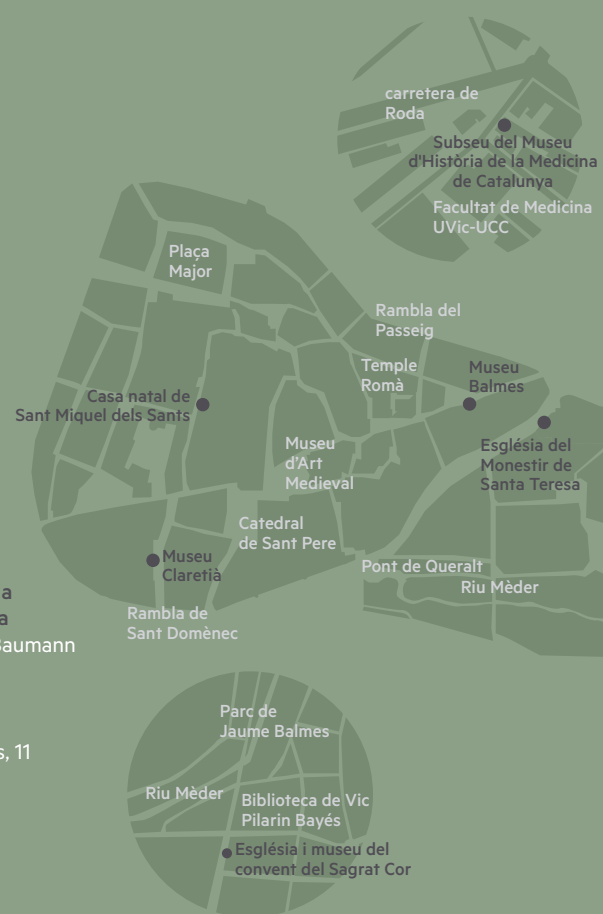 carretera de
Roda
Subseu del Museu
d'Història de la Medicina
de Catalunya
Facultat de Medicina
UVic-UCC
Plaça
Major
Rambla del
Passeig
Temple
Romà
Museu
Balmes
Casa natal de
Sant Miquel dels Sants
Museu
d'Art
Medieval
Església del
Monestir de
Santa Teresa
Catedral
de Sant Pere
Museu
Claretià
Pont de Queralt
Riu Mèder
a
a
Baumann
Rambla de
Sant Domènec
s, 11
Parc de
Jaume Balmes
Riu Mèder
Biblioteca de Vic
Pilarin Bayés
Església i museu del
convent del Sagrat Cor